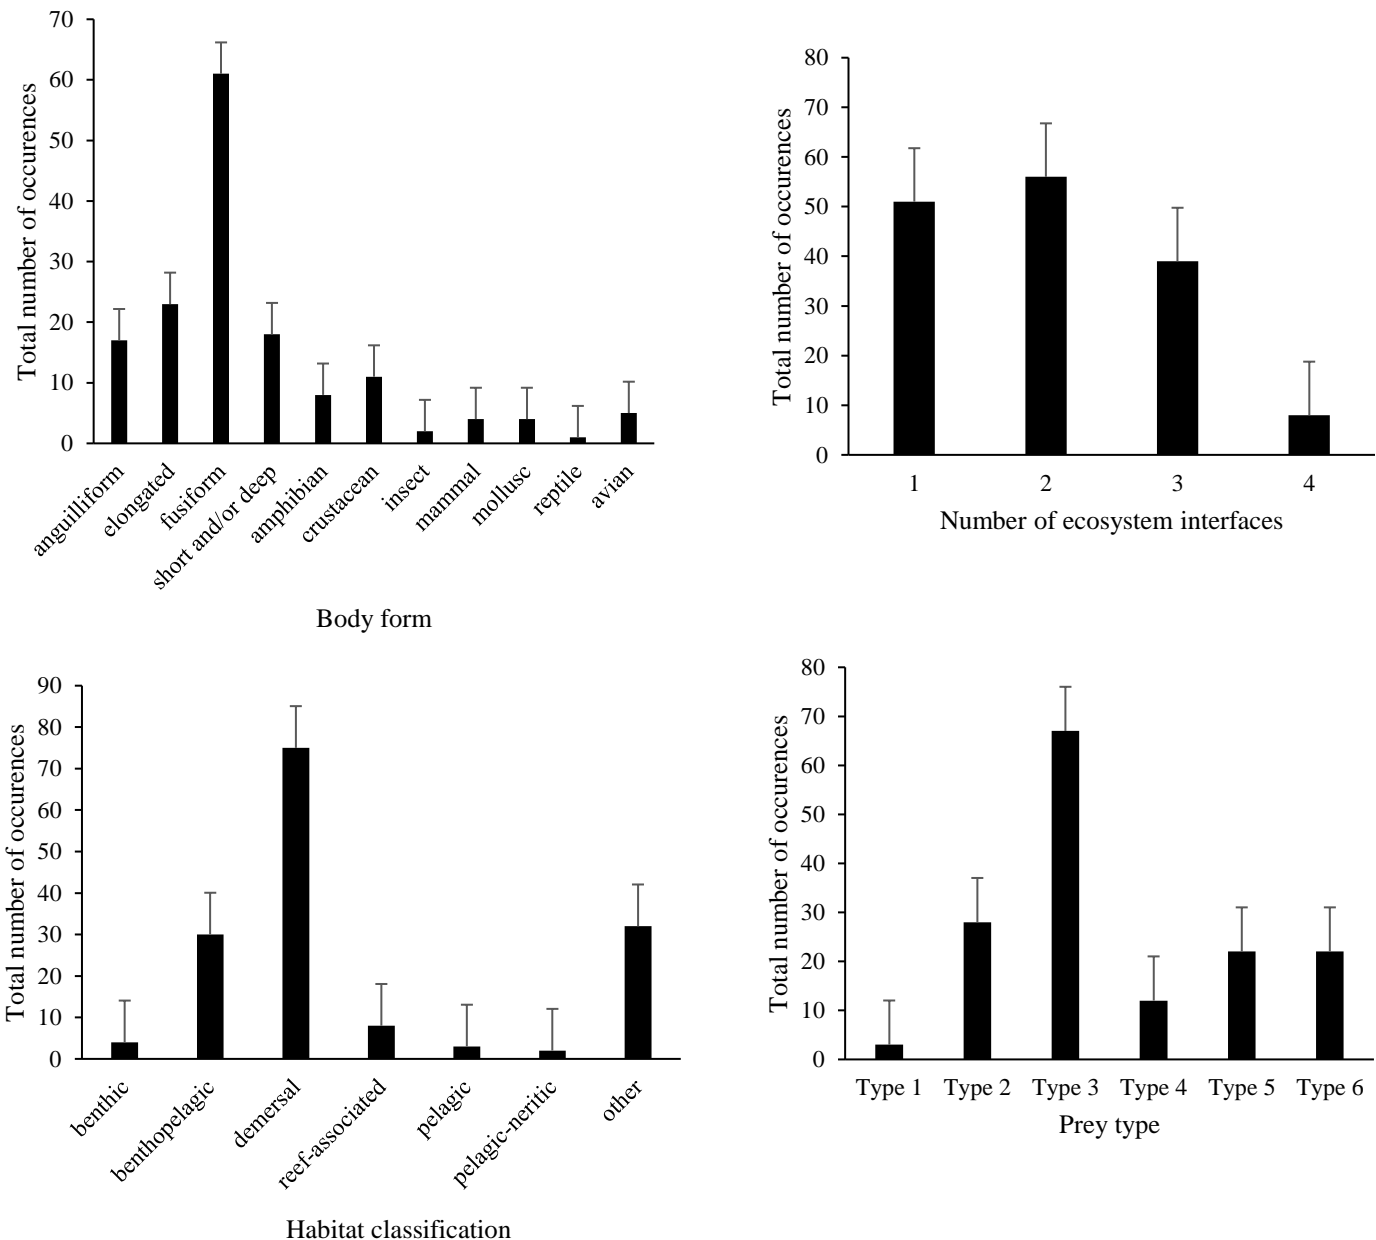 Total number of occurences
70
60
50
40
30
20
10
0
anguilliform
elongated
fusiform
short and/or deep
amphibian
crustacean
insect
mammal
mollusc
reptile
avian
Body form
Total number of occurences
80
70
60
50
40
30
20
10
0
1 2 3 4
Number of ecosystem interfaces
Total number of occurences
90
80
70
60
50
40
30
20
10
0
benthic
benthopelagic
demersal
reef-associated
pelagic
pelagic-neritic
other
Habitat classification
Total number of occurences
80
70
60
50
40
30
20
10
0
Type 1 Type 2 Type 3 Type 4 Type 5 Type 6
Prey type